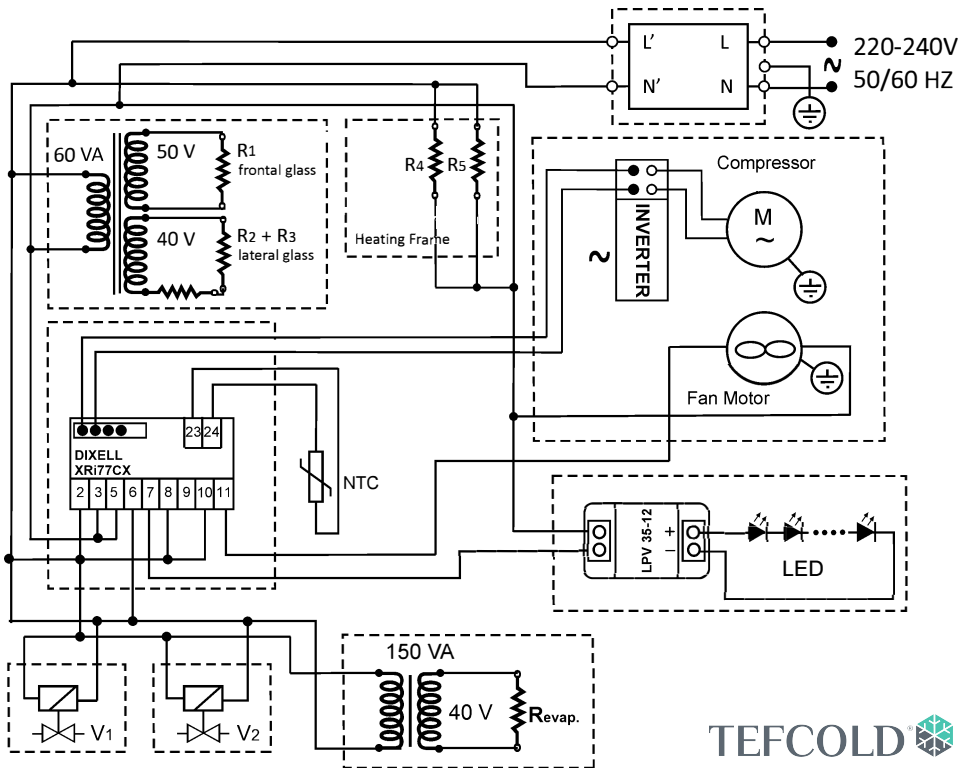 L' L
220-240V
~
N' N
50/60 HZ
60 VA
50 V
R1
frontal glass
40 V
R2 + R3
lateral glass
R4 R5
Heating Frame
Compressor
INVERTER
~
M
~
Fan Motor
23 24
DIXELL
XRi77CX
2 3 5 6 7 8 9 10 11
NTC
LPV 35-12
+
−
LED
150 VA
40 V
Revap.
V1
V2
TEFCOLD®